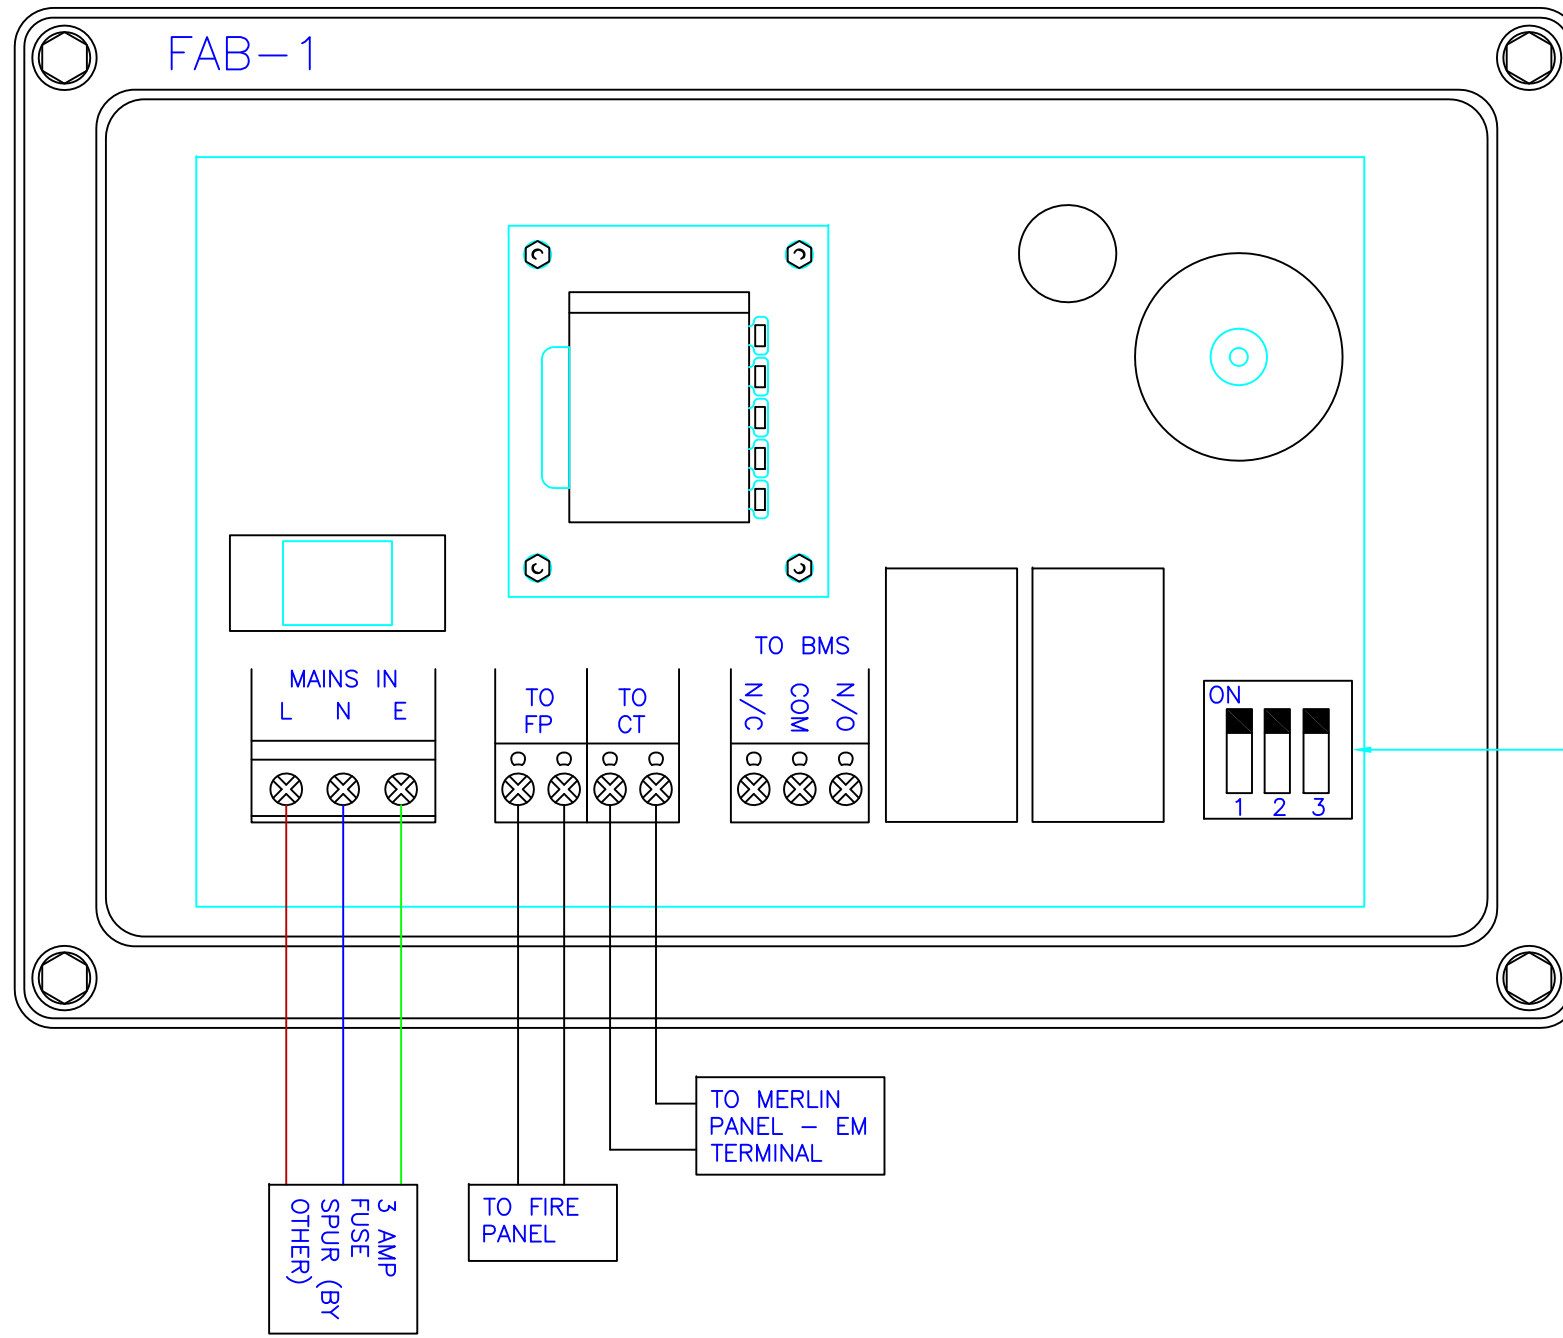 FAB-1
TO BMS
MAINS IN
L N E
TO
FP
TO
CT
N/C
COM
N/O
ON
1 2 3
TO MERLIN
PANEL - EM
TERMINAL
TO FIRE
PANEL
3 AMP
FUSE
SPUR (BY
OTHER)